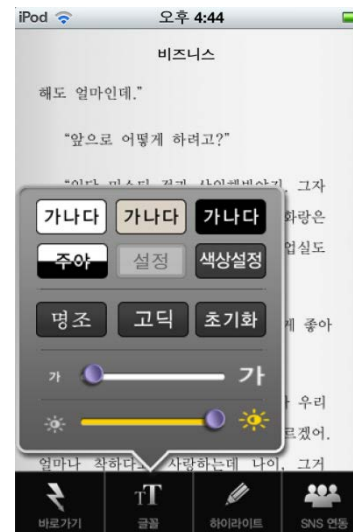 iPod 오후 4:44
비즈니스
해도 얼마인데.”
“앞으로 어떻게 하려고?”
그자
화랑은
업실도
가나다 가나다 가나다
주야 설정 색상설정
명조 고딕 초기화
게 좋아
가 가
우리
르겠어.
얼마나 착하다고 사랑하는데 나이, 그거
바로가기 글꼴 하이라이트 SNS 연동